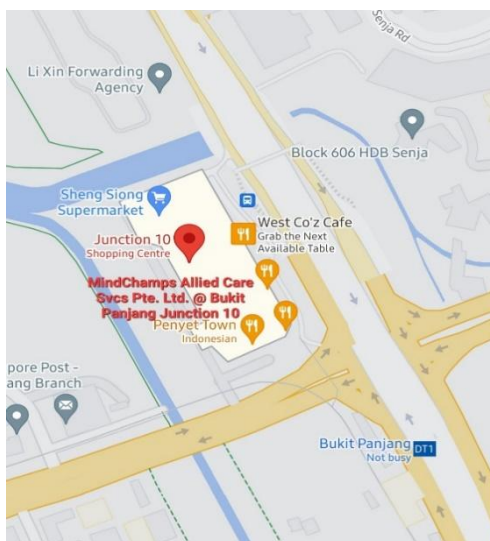 Senja Rd
Li Xin Forwarding
Agency
Block 606 HDB Senja
Sheng Siong
Supermarket
West Co'z Cafe
Grab the Next
Available Table
Junction 10
Shopping Centre
MindChamps Allied Care
Svcs Pte. Ltd. @ Bukit
Panjang Junction 10
Penyet Town
Indonesian
pore Post -
ang Branch
Bukit Panjang DT1
Not busy